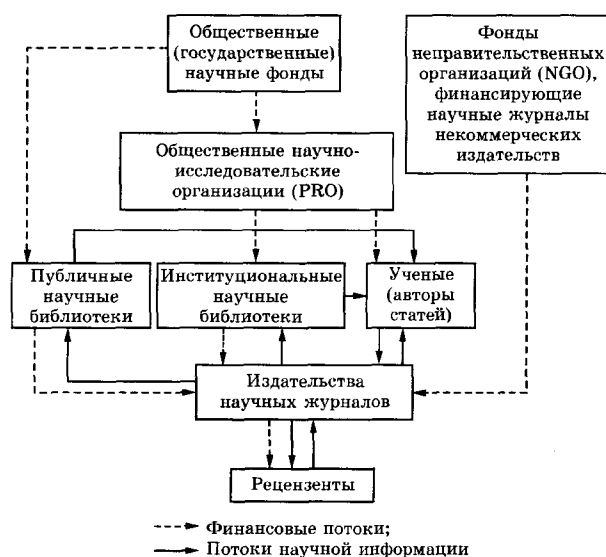 Общественные
(государственные)
научные фонды
Фонды
неправительственных
организаций (NGO),
финансирующие
научные журналы
некоммерческих
издательств
Общественные научно-
исследовательские
организации (PRO)
Публичные
научные
библиотеки
Институциональные
научные
библиотеки
Ученые
(авторы
статей)
Издательства
научных журналов
Рецензенты
Финансовые потоки;
Потоки научной информации